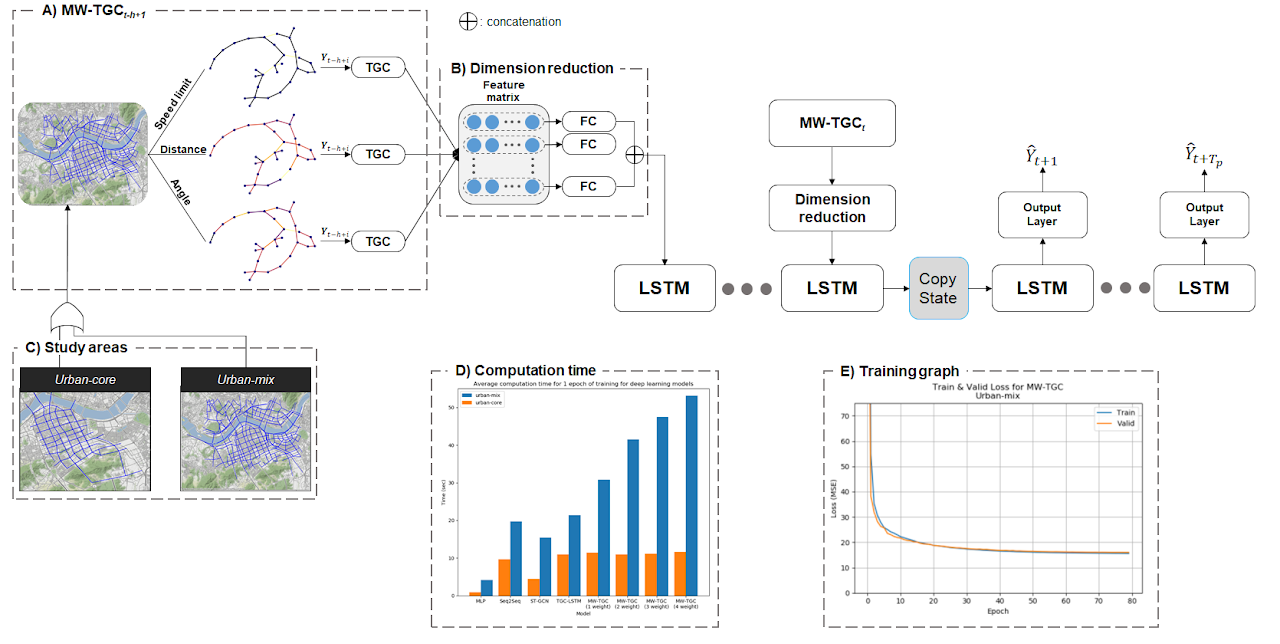 A) MW-TGC_{t-h+1}
⊕ : concatenation
Speed limit
Y_{t-h+i}
TGC
Distance
Y_{t-h+i}
TGC
Angle
Y_{t-h+i}
TGC
B) Dimension reduction
Feature
matrix
FC
FC
FC
MW-TGC_t
Dimension
reduction
LSTM
LSTM
Copy
State
LSTM
LSTM
Output
Layer
Output
Layer
Ŷ_{t+1}
Ŷ_{t+T_p}
C) Study areas
Urban-core
Urban-mix
D) Computation time
Average computation time for 1 epoch of training for deep learning models
urban-mix
urban-core
Time (sec)
50
40
30
20
10
0
MLP Seq2Seq ST-GCN TGC-LSTM MW-TGC MW-TGC MW-TGC MW-TGC
(1 weight) (2 weight) (3 weight) (4 weight)
Model
E) Training graph
Train & Valid Loss for MW-TGC
Urban-mix
Train
Valid
Loss (MSE)
70
60
50
40
30
20
10
0
0 10 20 30 40 50 60 70 80
Epoch